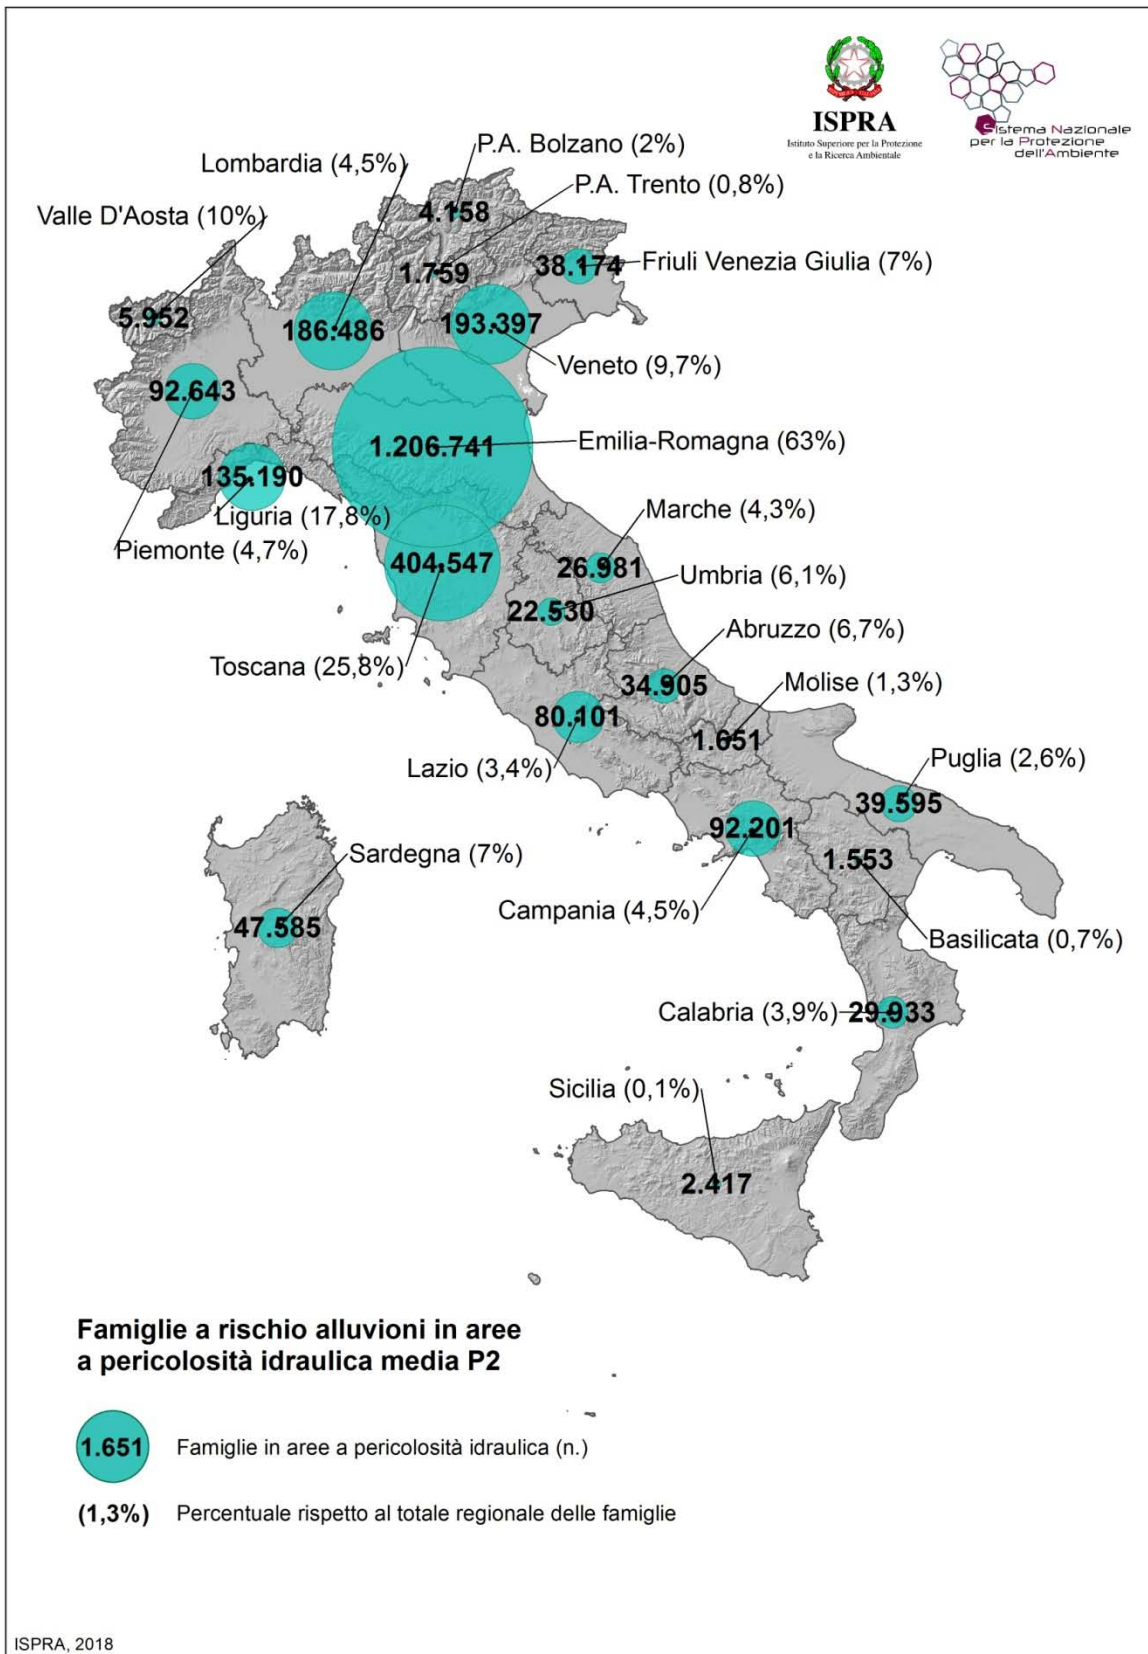 ISPRA
Istituto Superiore per la Protezione
e la Ricerca Ambientale
Sistema Nazionale
per la Protezione
dell'Ambiente
P.A. Bolzano (2%)
Lombardia (4,5%)
P.A. Trento (0,8%)
Valle D'Aosta (10%)
4.158
1.759
38.174
Friuli Venezia Giulia (7%)
5.952
186.486
193.397
Veneto (9,7%)
92.643
1.206.741
Emilia-Romagna (63%)
135.190
Liguria (17,8%)
Marche (4,3%)
Piemonte (4,7%)
404.547
26.981
Umbria (6,1%)
22.530
Abruzzo (6,7%)
Toscana (25,8%)
34.905
Molise (1,3%)
80.101
1.651
Lazio (3,4%)
Puglia (2,6%)
39.595
92.201
Sardegna (7%)
1.553
47.585
Campania (4,5%)
Basilicata (0,7%)
Calabria (3,9%)
29.933
Sicilia (0,1%)
2.417
Famiglie a rischio alluvioni in aree
a pericolosità idraulica media P2
1.651 Famiglie in aree a pericolosità idraulica (n.)
(1,3%) Percentuale rispetto al totale regionale delle famiglie
ISPRA, 2018